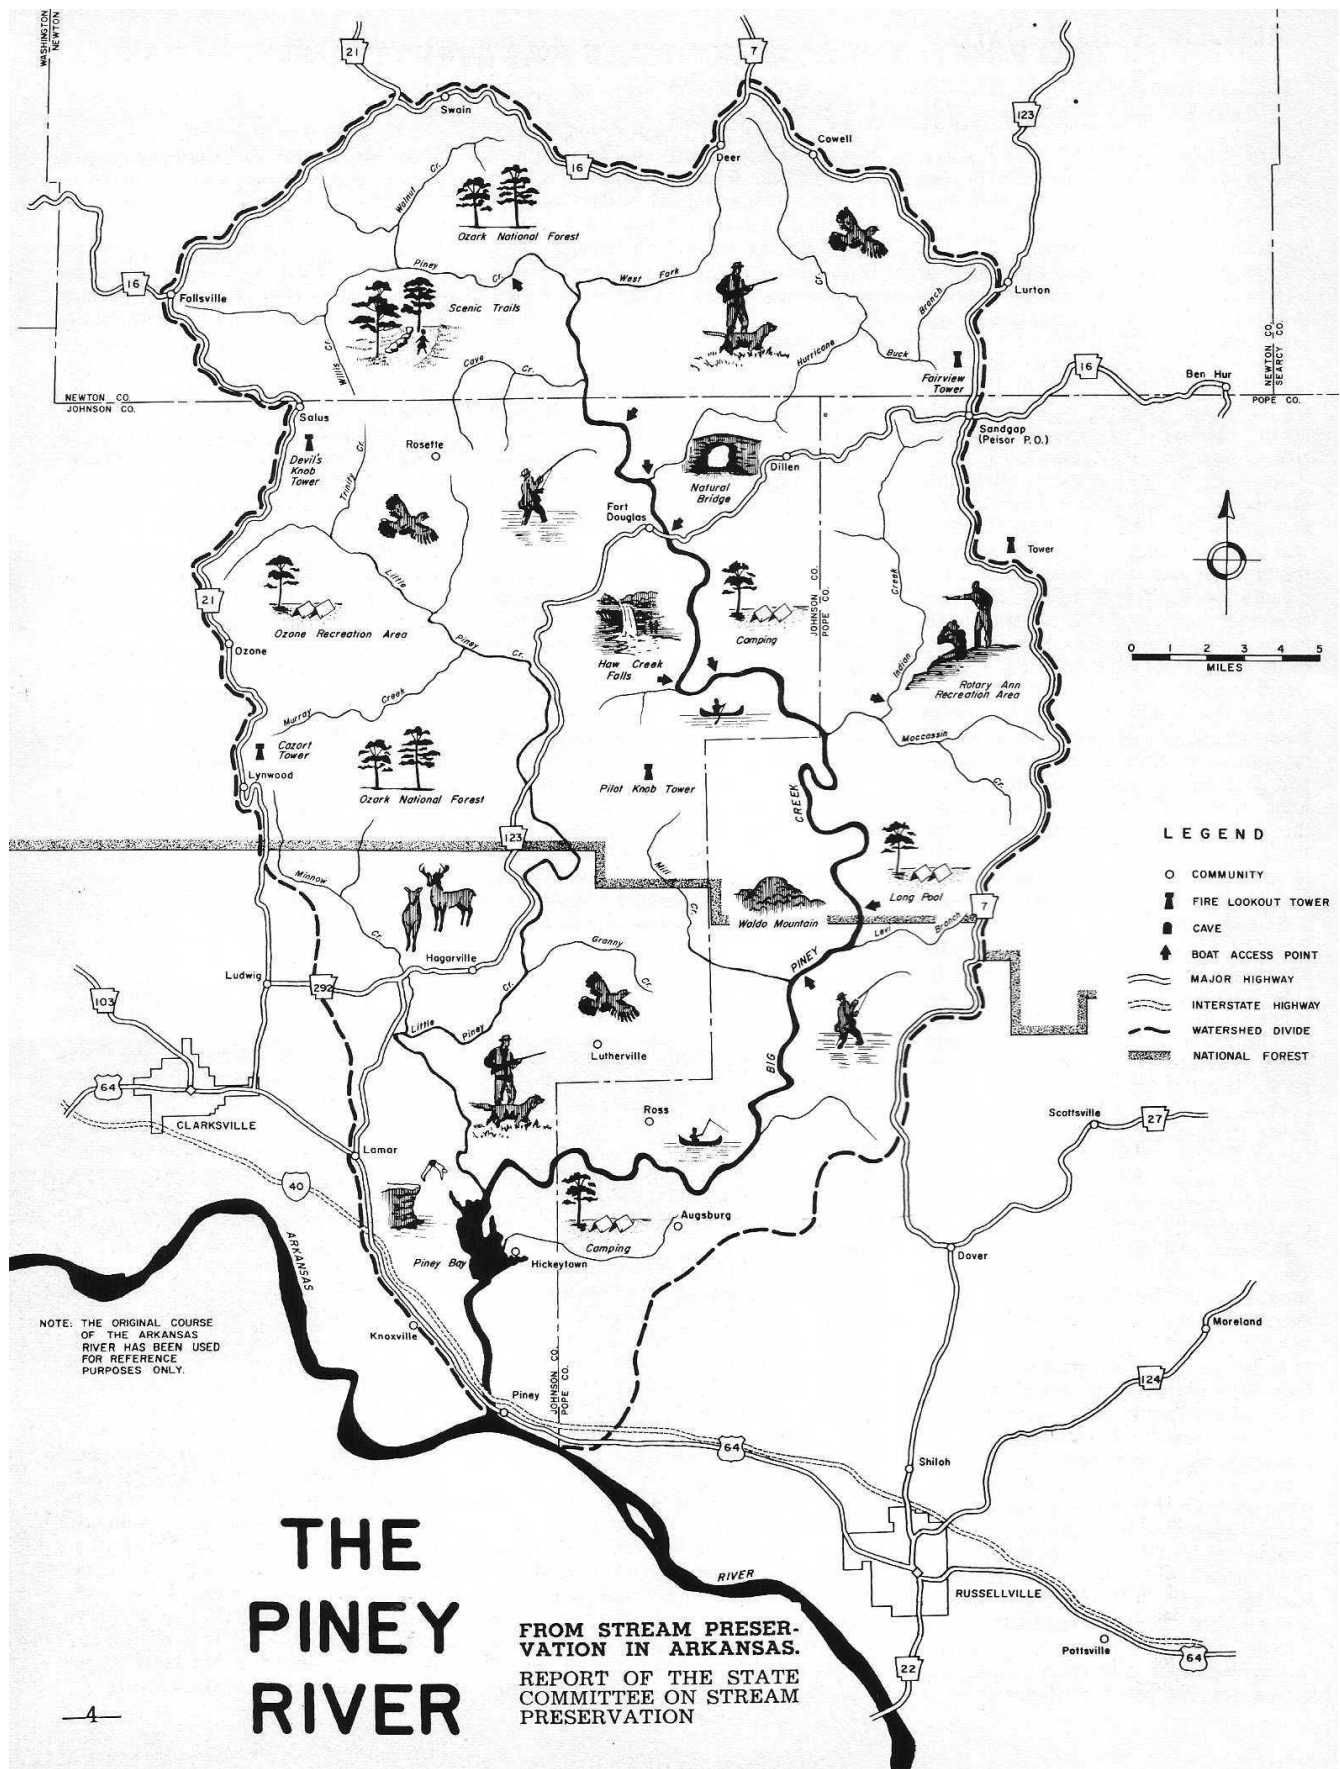 WASHINGTON
NEWTON
21
7
123
Swain
16
Deer
Cowell
Walnut Cr.
Ozark National Forest
Piney Cr.
West Fork
Cr.
16
Fallsville
Scenic Trails
Branch
Lurton
Willis Cr.
Cave Cr.
Hurricane
Buck
Fairview
Tower
16
Ben Hur
NEWTON CO.
SEARCY CO.
NEWTON CO.
JOHNSON CO.
POPE CO.
Salus
Sandgap
(Peisor P.O.)
Devil's
Knob
Tower
Trinity Cr.
Rosette
Natural
Bridge
Dillen
Fort
Douglas
Tower
21
Little
Creek
JOHNSON CO.
POPE CO.
Ozone Recreation Area
Camping
Ozone
Piney Cr.
Haw Creek
Falls
Indian
Rotary Ann
Recreation Area
0 1 2 3 4 5
MILES
Murray Creek
Moccassin
Cr.
Cazort
Tower
Lynwood
Ozark National Forest
Pilot Knob Tower
CREEK
123
LEGEND
COMMUNITY
FIRE LOOKOUT TOWER
CAVE
BOAT ACCESS POINT
MAJOR HIGHWAY
INTERSTATE HIGHWAY
WATERSHED DIVIDE
NATIONAL FOREST
Minnow
Cr.
Mill
Cr.
Long Pool
7
Waldo Mountain
Levi Branch
Granny
Cr.
Hagarville
PINEY
Ludwig
292
103
Little Piney Cr.
Lutherville
BIG
64
CLARKSVILLE
Ross
Scottsville
27
Lamar
40
Augsburg
ARKANSAS
Piney Bay
Hickeytown
Camping
Dover
NOTE: THE ORIGINAL COURSE
OF THE ARKANSAS
RIVER HAS BEEN USED
FOR REFERENCE
PURPOSES ONLY.
Knoxville
Moreland
JOHNSON CO.
POPE CO.
124
Piney
64
Shiloh
RIVER
RUSSELLVILLE
Pottsville
64
22
THE
PINEY
RIVER
FROM STREAM PRESER-
VATION IN ARKANSAS.
REPORT OF THE STATE
COMMITTEE ON STREAM
PRESERVATION
4